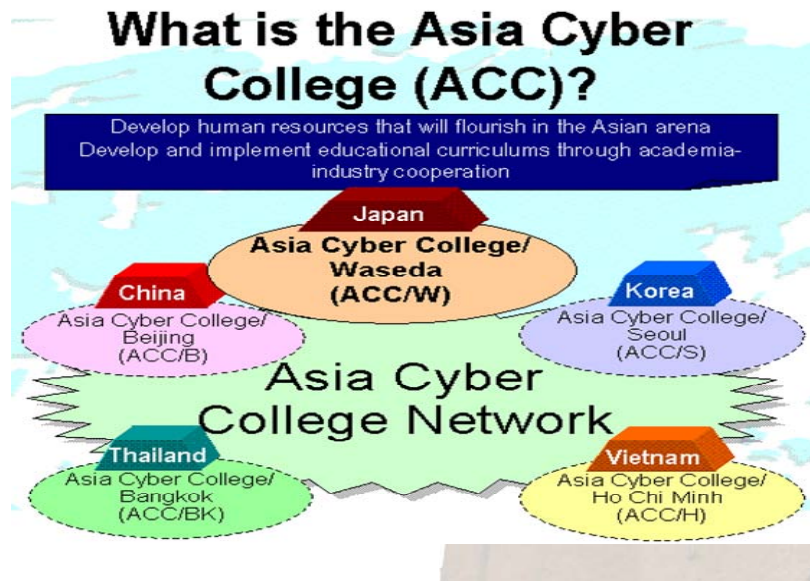 What is the Asia Cyber
College (ACC)?
Develop human resources that will flourish in the Asian arena
Develop and implement educational curriculums through academia-
industry cooperation
Japan
Asia Cyber College/
Waseda
(ACC/W)
China
Asia Cyber College/
Beijing
(ACC/B)
Korea
Asia Cyber College/
Seoul
(ACC/S)
Asia Cyber
College Network
Thailand
Asia Cyber College/
Bangkok
(ACC/BK)
Vietnam
Asia Cyber College/
Ho Chi Minh
(ACC/H)